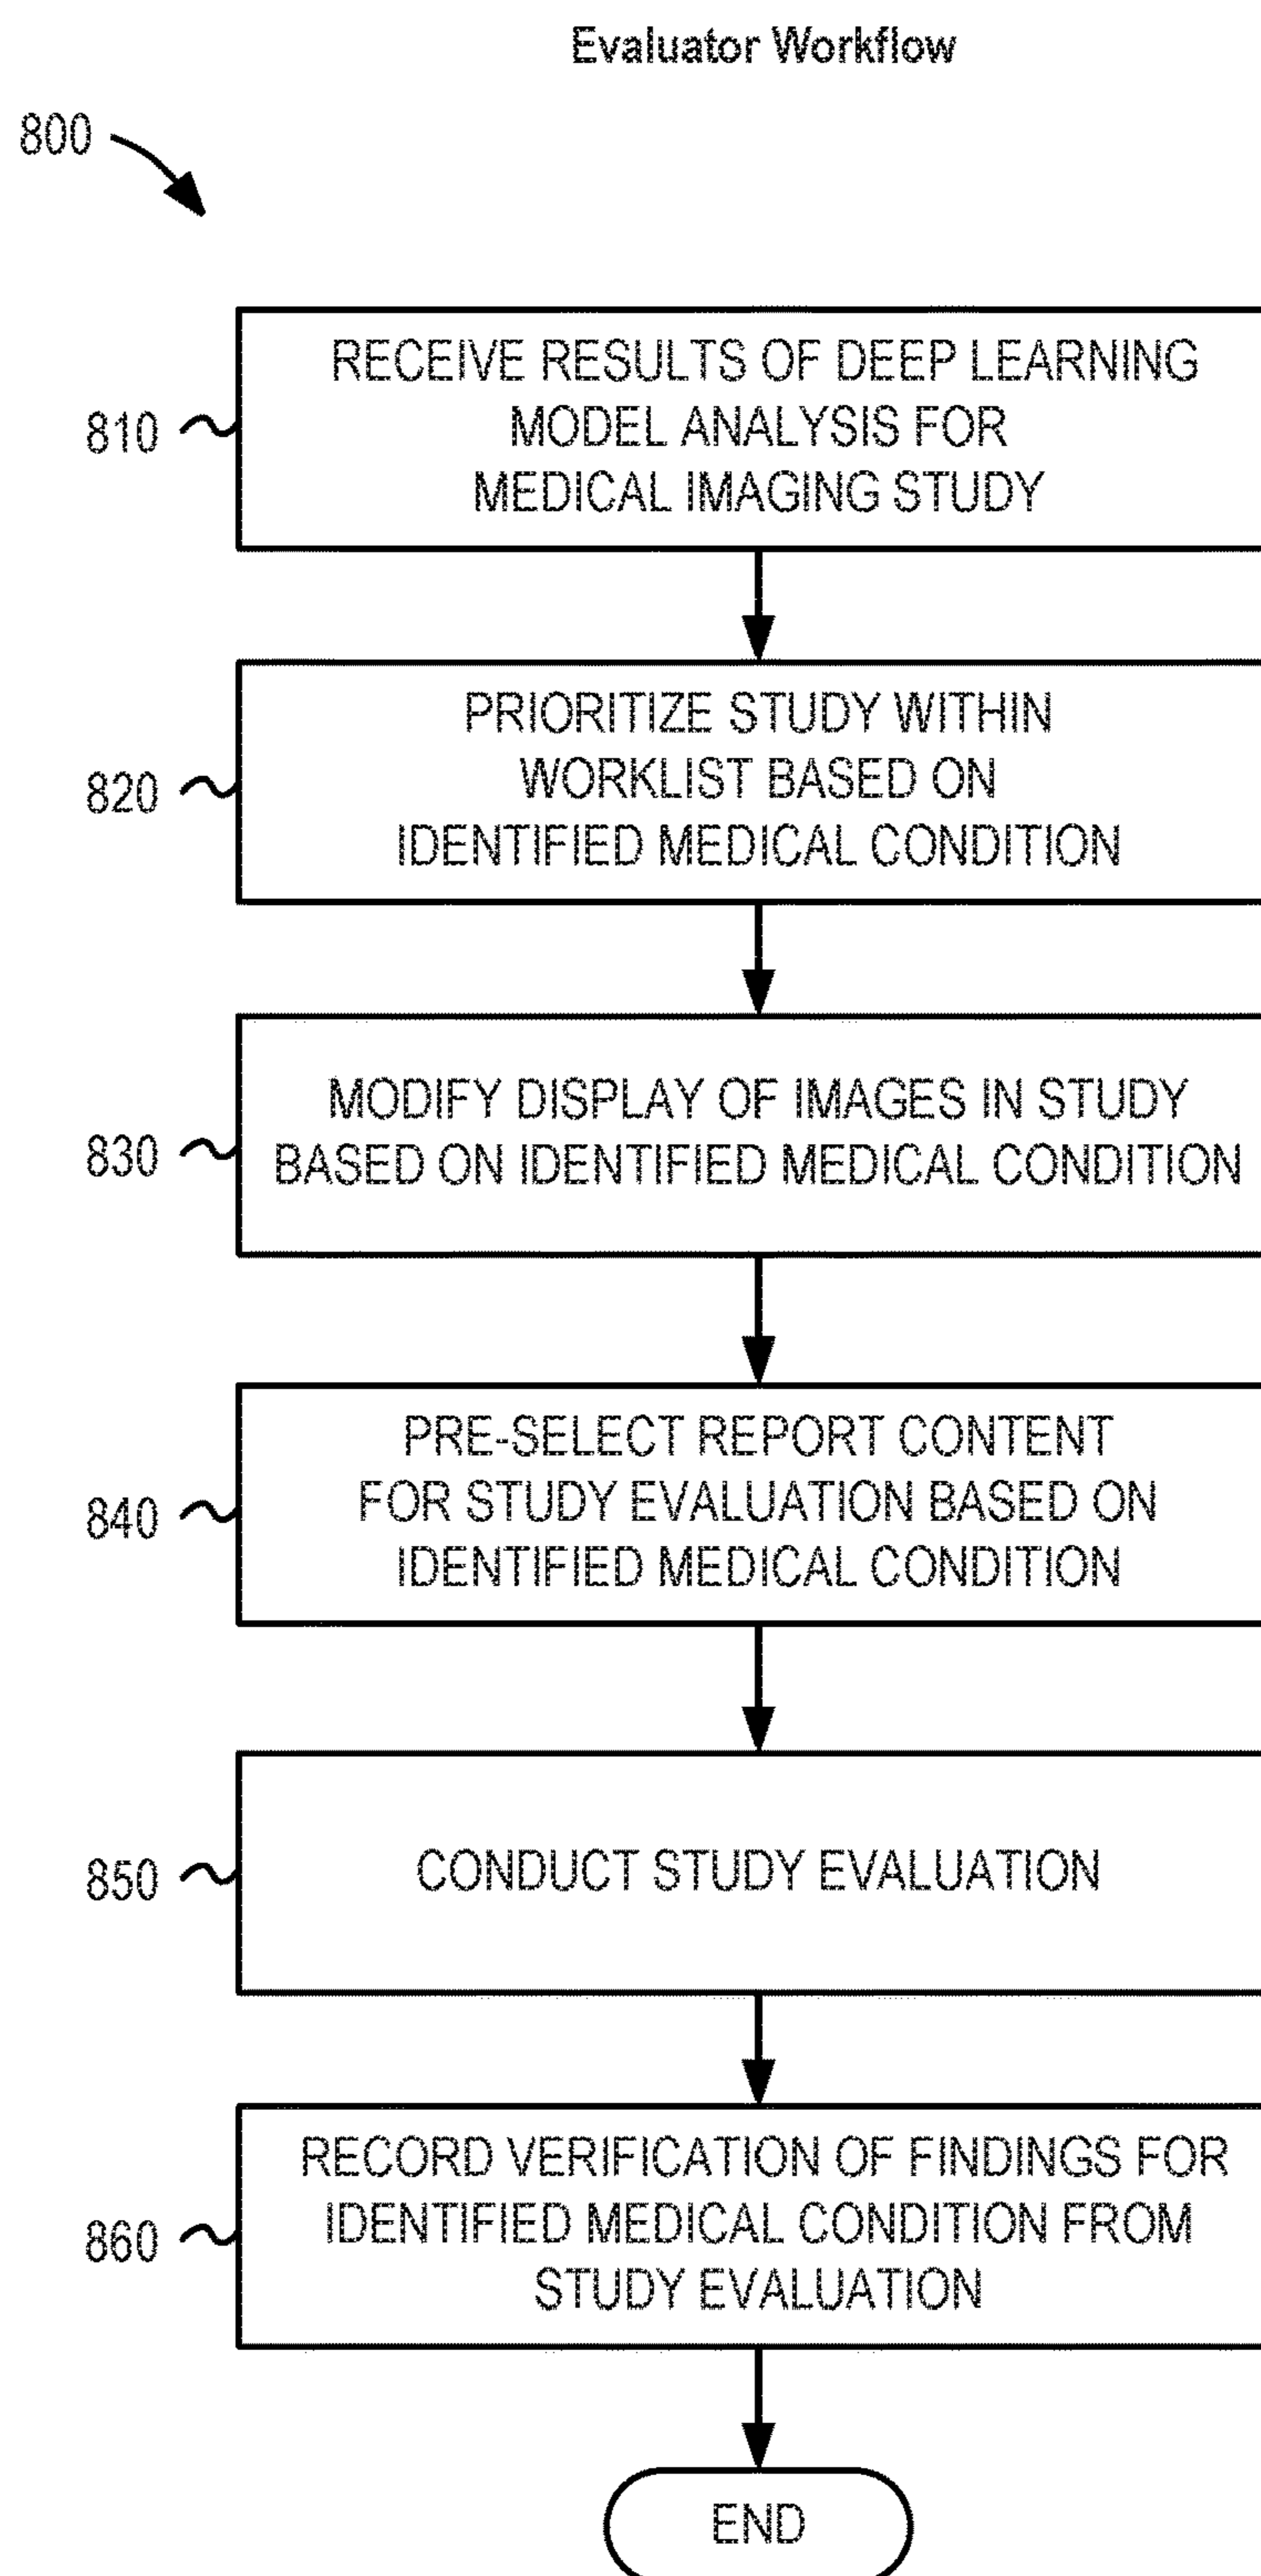 Evaluator Workflow
800
RECEIVE RESULTS OF DEEP LEARNING
MODEL ANALYSIS FOR
MEDICAL IMAGING STUDY
810
PRIORITIZE STUDY WITHIN
WORKLIST BASED ON
IDENTIFIED MEDICAL CONDITION
820
MODIFY DISPLAY OF IMAGES IN STUDY
BASED ON IDENTIFIED MEDICAL CONDITION
830
PRE-SELECT REPORT CONTENT
FOR STUDY EVALUATION BASED ON
IDENTIFIED MEDICAL CONDITION
840
CONDUCT STUDY EVALUATION
850
RECORD VERIFICATION OF FINDINGS FOR
IDENTIFIED MEDICAL CONDITION FROM
STUDY EVALUATION
860
END